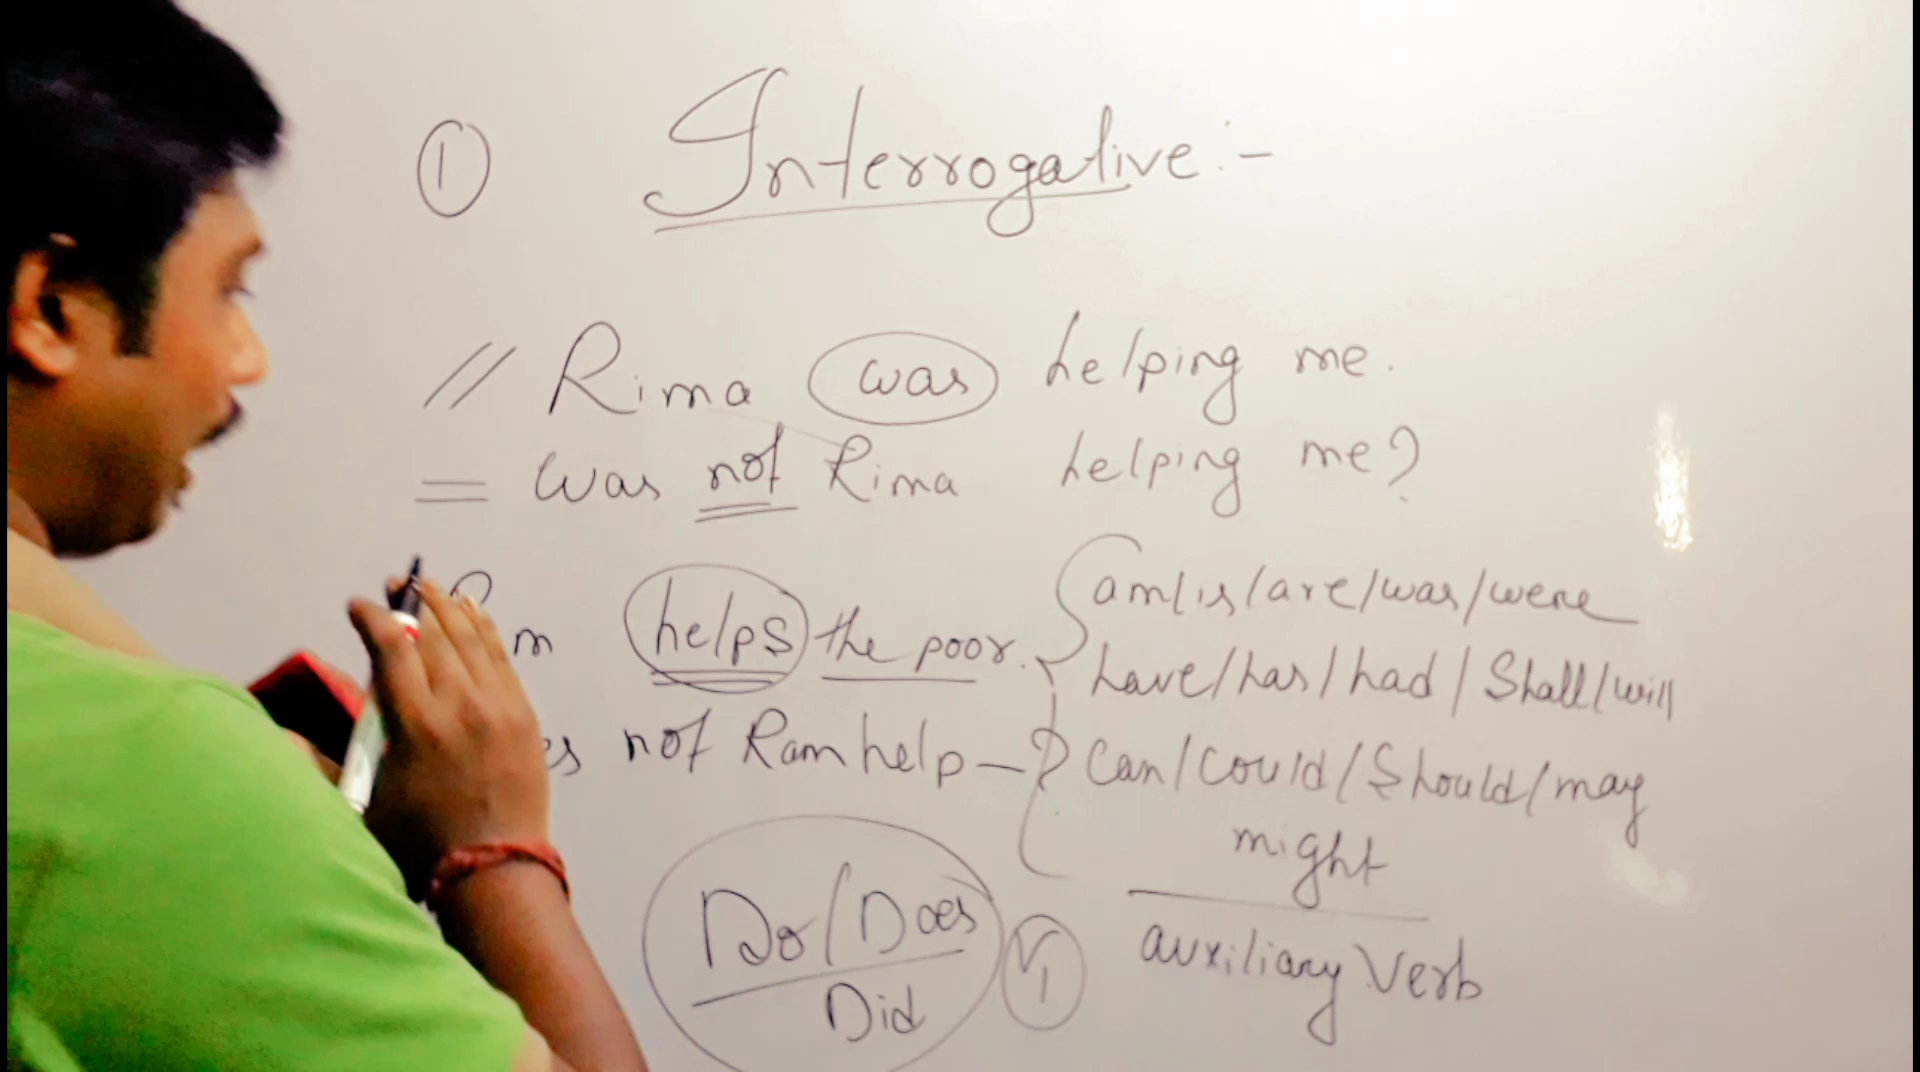 ① Interrogative :-
// Rima was helping me.
= Was not Rima helping me?
helps the poor.
not Ram help - ?
am/is/are/was/were
have/has/had/Shall/will
Can/Could/Should/may
might
auxiliary Verb
Do/Does
Did
V1